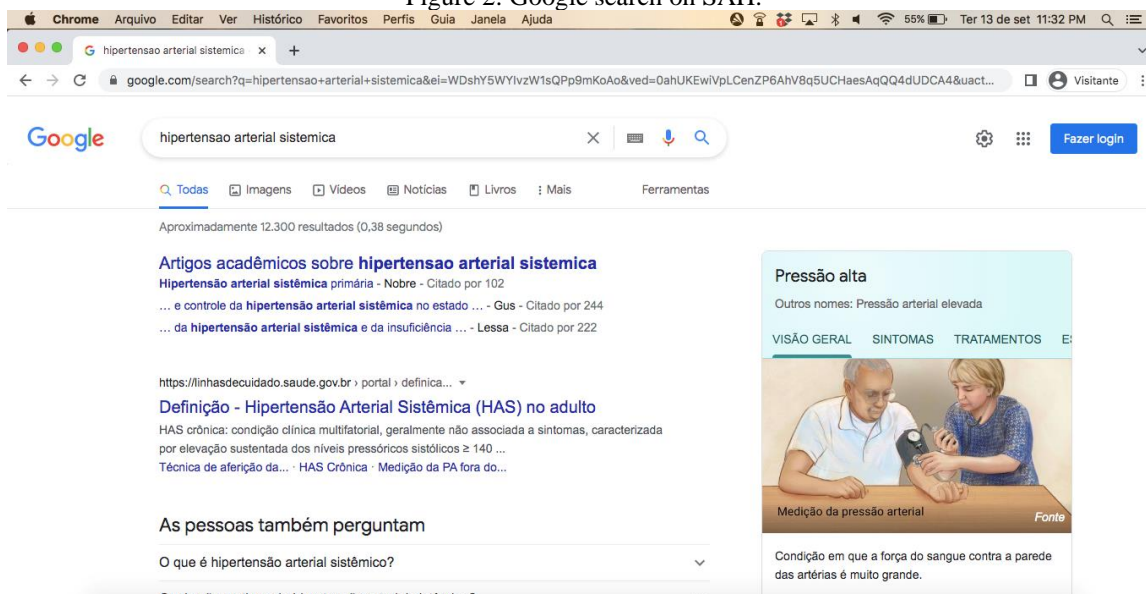 Figure 2: Google search on SAH.
Chrome Arquivo Editar Ver Histórico Favoritos Perfis Guia Janela Ajuda 55% Ter 13 de set 11:32 PM
hipertensao arterial sistemica
google.com/search?q=hipertensao+arterial+sistemica&ei=WDshY5WYIvzW1sQPp9mKoAo&ved=0ahUKEwiVpLCenZP6AhV8q5UCHaesAqQQ4dUDCA4&uact... Visitante
Google hipertensao arterial sistemica Fazer login
Todas Imagens Vídeos Notícias Livros Mais Ferramentas
Aproximadamente 12.300 resultados (0,38 segundos)
Artigos acadêmicos sobre hipertensao arterial sistemica
Hipertensão arterial sistêmica primária - Nobre - Citado por 102
... e controle da hipertensão arterial sistêmica no estado ... - Gus - Citado por 244
... da hipertensão arterial sistêmica e da insuficiência ... - Lessa - Citado por 222
https://linhasdecuidado.saude.gov.br › portal › definica...
Definição - Hipertensão Arterial Sistêmica (HAS) no adulto
HAS crônica: condição clínica multifatorial, geralmente não associada a sintomas, caracterizada
por elevação sustentada dos níveis pressóricos sistólicos ≥ 140 ...
Técnica de aferição da... · HAS Crônica · Medição da PA fora do...
As pessoas também perguntam
O que é hipertensão arterial sistêmico?
Pressão alta
Outros nomes: Pressão arterial elevada
VISÃO GERAL SINTOMAS TRATAMENTOS
Medição da pressão arterial
Fonte
Condição em que a força do sangue contra a parede
das artérias é muito grande.